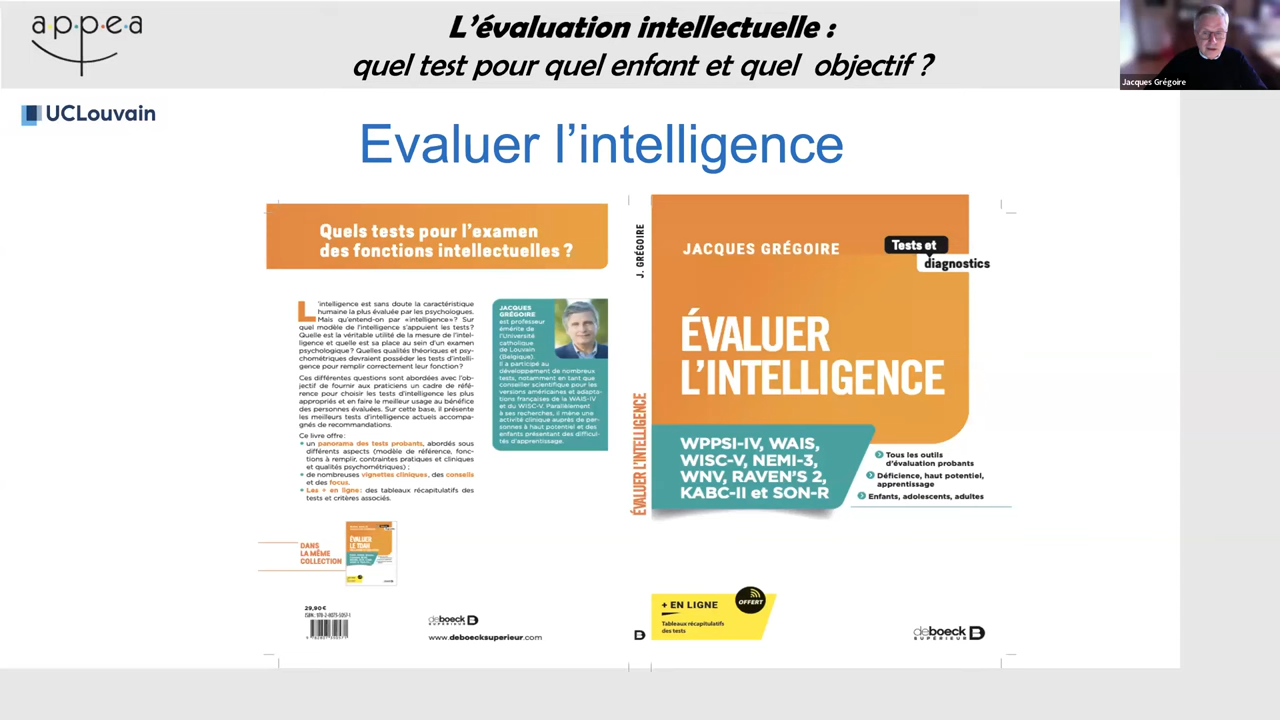 appea
L'évaluation intellectuelle :
quel test pour quel enfant et quel objectif ?
Jacques Grégoire
UCLouvain
Evaluer l'intelligence
Quels tests pour l'examen
des fonctions intellectuelles ?
L'intelligence est sans doute la caractéristique
humaine la plus évaluée par les psychologues.
Mais qu'entend-on par «intelligence»? Sur
quel modèle de l'intelligence s'appuient les tests?
Quelle est la véritable utilité de la mesure de l'intel-
ligence et quelle est sa place au sein d'un examen
psychologique? Quelles qualités théoriques et psy-
chométriques devraient posséder les tests d'intelli-
gence pour remplir correctement leur fonction?
Ces différentes questions sont abordées avec l'ob-
jectif de fournir aux praticiens un cadre de réfé-
rence pour choisir les tests d'intelligence les plus
appropriés et en faire le meilleur usage au bénéfice
des personnes évaluées. Sur cette base, il présente
les meilleurs tests d'intelligence actuels accompa-
gnés de recommandations.
Ce livre offre:
• un panorama des tests probants, abordés sous
différents aspects (modèle de référence, fonc-
tions à remplir, contraintes pratiques et cliniques
et qualités psychométriques) ;
• de nombreuses vignettes cliniques, des conseils
et des focus.
• Les + en ligne : des tableaux récapitulatifs des
tests et critères associés.
JACQUES
GRÉGOIRE
est professeur
émérite de
l'Université
catholique
de Louvain
(Belgique).
Il a participé au
développement de nombreux
tests, notamment en tant que
conseiller scientifique pour les
versions américaines et adapta-
tions françaises de la WAIS-IV
et du WISC-V. Parallèlement
à ses recherches, il mène une
activité clinique auprès de per-
sonnes à haut potentiel et des
enfants présentant des difficul-
tés d'apprentissage.
DANS
LA MÊME
COLLECTION
ÉVALUER
LE TDAH
29,90 €
deboeck B
SUPÉRIEUR
www.deboecksuperieur.com
J. GRÉGOIRE
ÉVALUER L'INTELLIGENCE
JACQUES GRÉGOIRE
Tests et
diagnostics
ÉVALUER
L'INTELLIGENCE
WPPSI-IV, WAIS,
WISC-V, NEMI-3,
WNV, RAVEN'S 2,
KABC-II et SON-R
Tous les outils
d'évaluation probants
Déficience, haut potentiel,
apprentissage
Enfants, adolescents, adultes
+ EN LIGNE
OFFERT
Tableaux récapitulatifs
des tests
deboeck B
SUPÉRIEUR